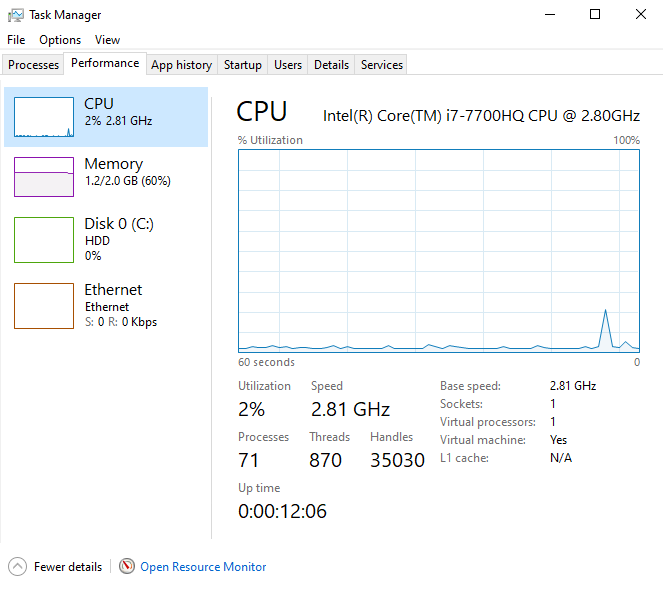 Task Manager
File Options View
Processes Performance App history Startup Users Details Services
CPU
2% 2.81 GHz
Memory
1.2/2.0 GB (60%)
Disk 0 (C:)
HDD
0%
Ethernet
Ethernet
S: 0 R: 0 Kbps
CPU Intel(R) Core(TM) i7-7700HQ CPU @ 2.80GHz
% Utilization 100%
60 seconds 0
Utilization Speed
2% 2.81 GHz
Processes Threads Handles
71 870 35030
Up time
0:00:12:06
Base speed: 2.81 GHz
Sockets: 1
Virtual processors: 1
Virtual machine: Yes
L1 cache: N/A
Fewer details Open Resource Monitor